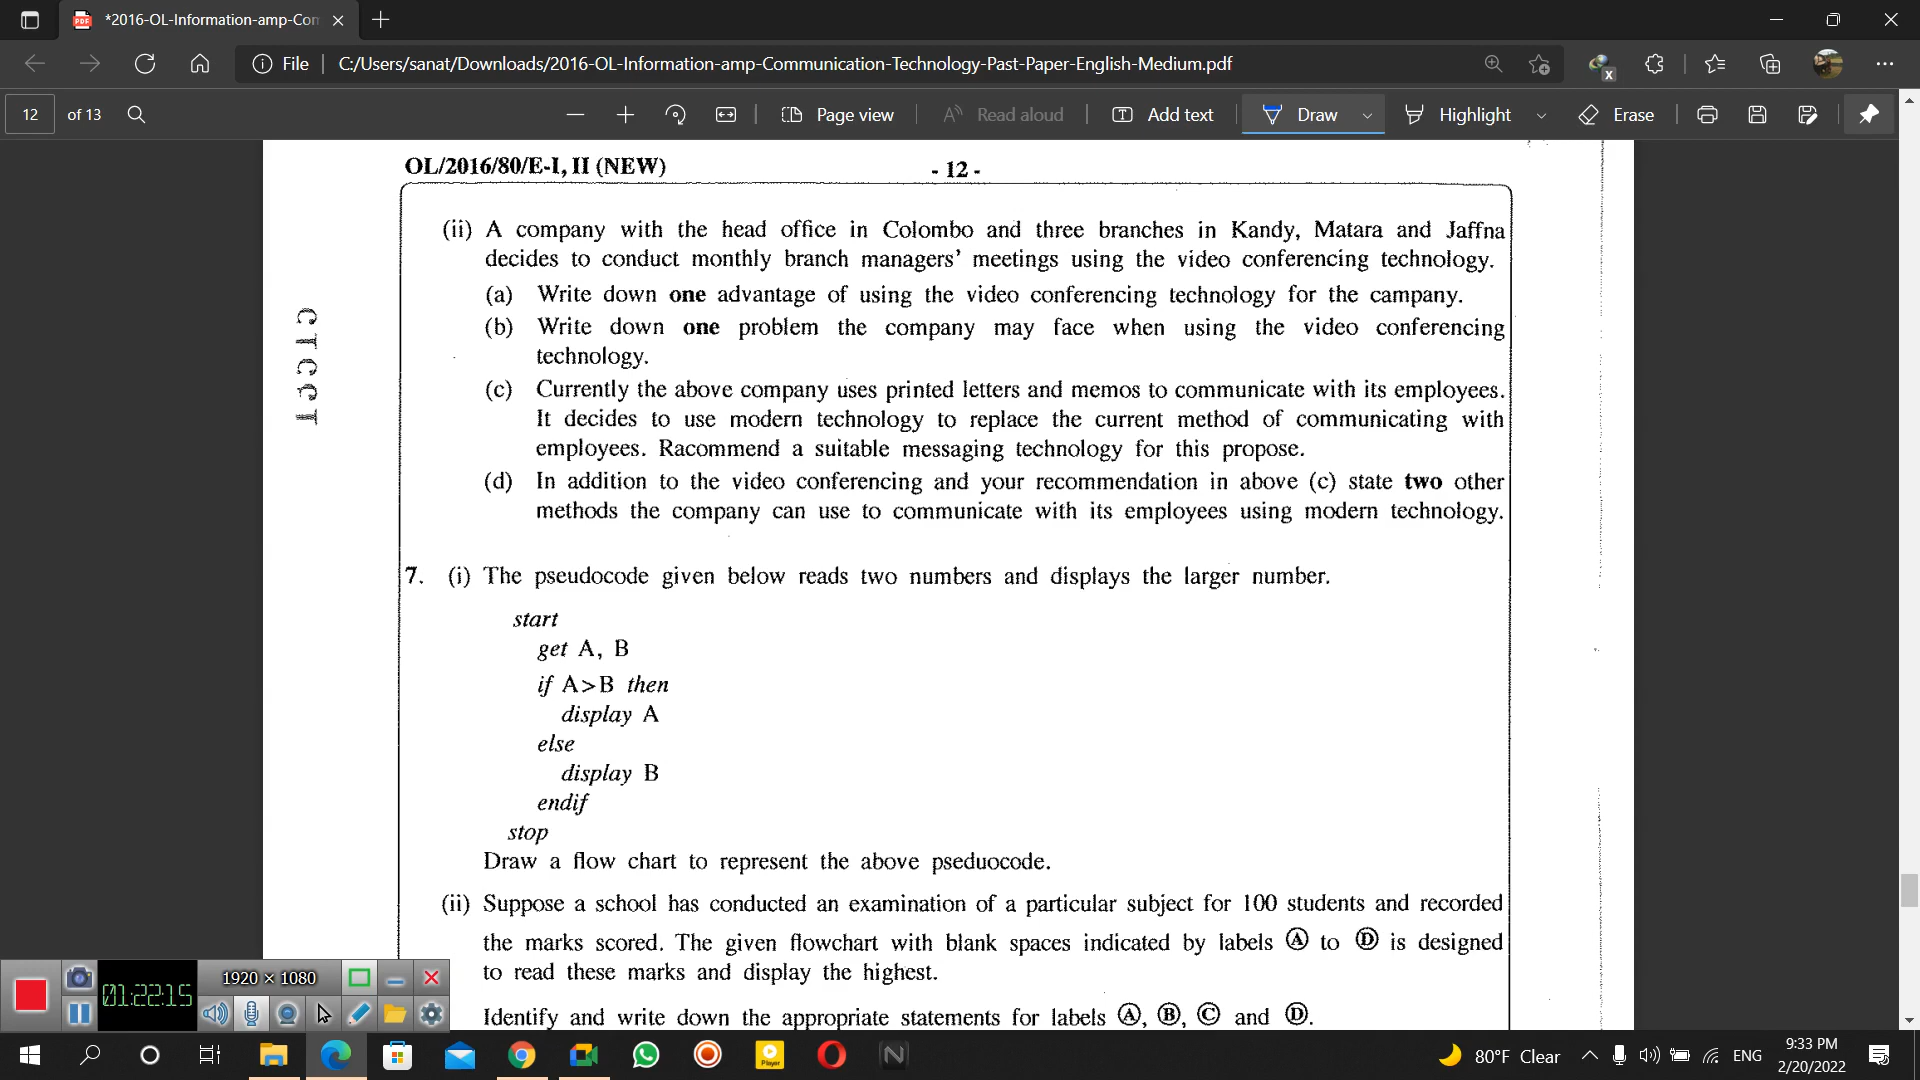 *2016-OL-Information-amp-Con
File
C:/Users/sanat/Downloads/2016-OL-Information-amp-Communication-Technology-Past-Paper-English-Medium.pdf
12 of 13
Page view
Read aloud
Add text
Draw
Highlight
Erase
OL/2016/80/E-I, II (NEW)
- 12 -
(ii) A company with the head office in Colombo and three branches in Kandy, Matara and Jaffna
decides to conduct monthly branch managers’ meetings using the video conferencing technology.
(a) Write down one advantage of using the video conferencing technology for the campany.
(b) Write down one problem the company may face when using the video conferencing
technology.
(c) Currently the above company uses printed letters and memos to communicate with its employees.
It decides to use modern technology to replace the current method of communicating with
employees. Racommend a suitable messaging technology for this propose.
(d) In addition to the video conferencing and your recommendation in above (c) state two other
methods the company can use to communicate with its employees using modern technology.
7. (i) The pseudocode given below reads two numbers and displays the larger number.
start
get A, B
if A>B then
display A
else
display B
endif
stop
Draw a flow chart to represent the above pseduocode.
(ii) Suppose a school has conducted an examination of a particular subject for 100 students and recorded
the marks scored. The given flowchart with blank spaces indicated by labels Ⓐ to Ⓓ is designed
to read these marks and display the highest.
Identify and write down the appropriate statements for labels Ⓐ, Ⓑ, Ⓒ and Ⓓ.
1920 × 1080
01:22:15
Player
80°F Clear
ENG
9:33 PM
2/20/2022